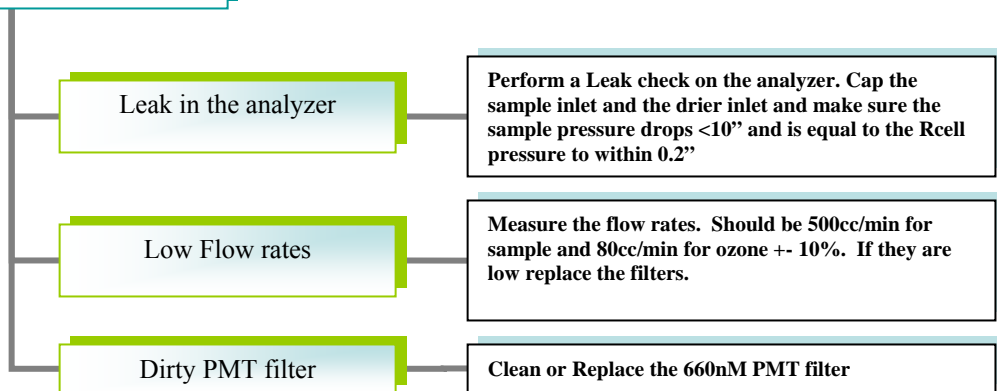 Leak in the analyzer
Perform a Leak check on the analyzer. Cap the
sample inlet and the drier inlet and make sure the
sample pressure drops <10” and is equal to the Rcell
pressure to within 0.2”
Low Flow rates
Measure the flow rates.  Should be 500cc/min for
sample and 80cc/min for ozone +- 10%.  If they are
low replace the filters.
Dirty PMT filter
Clean or Replace the 660nM PMT filter